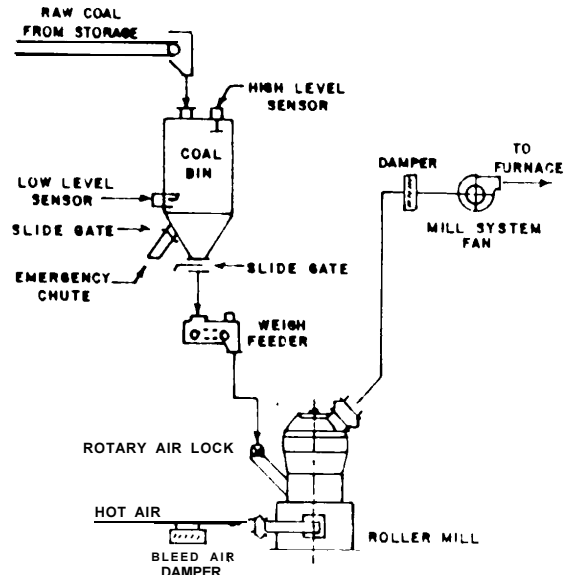 RAW COAL
FROM STORAGE
HIGH LEVEL
SENSOR
COAL
BIN
TO
FURNACE
DAMPER
MILL SYSTEM
FAN
LOW LEVEL
SENSOR
SLIDE GATE
EMERGENCY
CHUTE
SLIDE GATE
WEIGH
FEEDER
ROTARY AIR LOCK
HOT AIR
BLEED AIR
DAMPER
ROLLER MILL